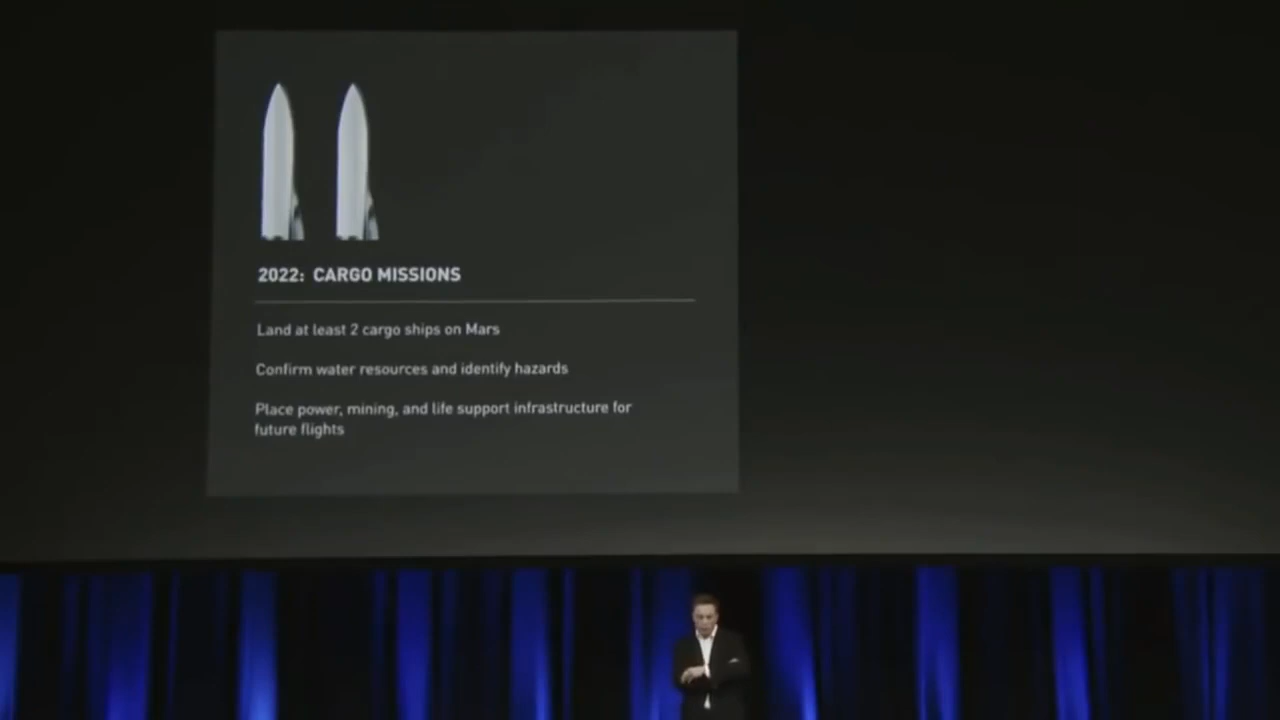 2022: CARGO MISSIONS
Land at least 2 cargo ships on Mars
Confirm water resources and identify hazards
Place power, mining, and life support infrastructure for
future flights